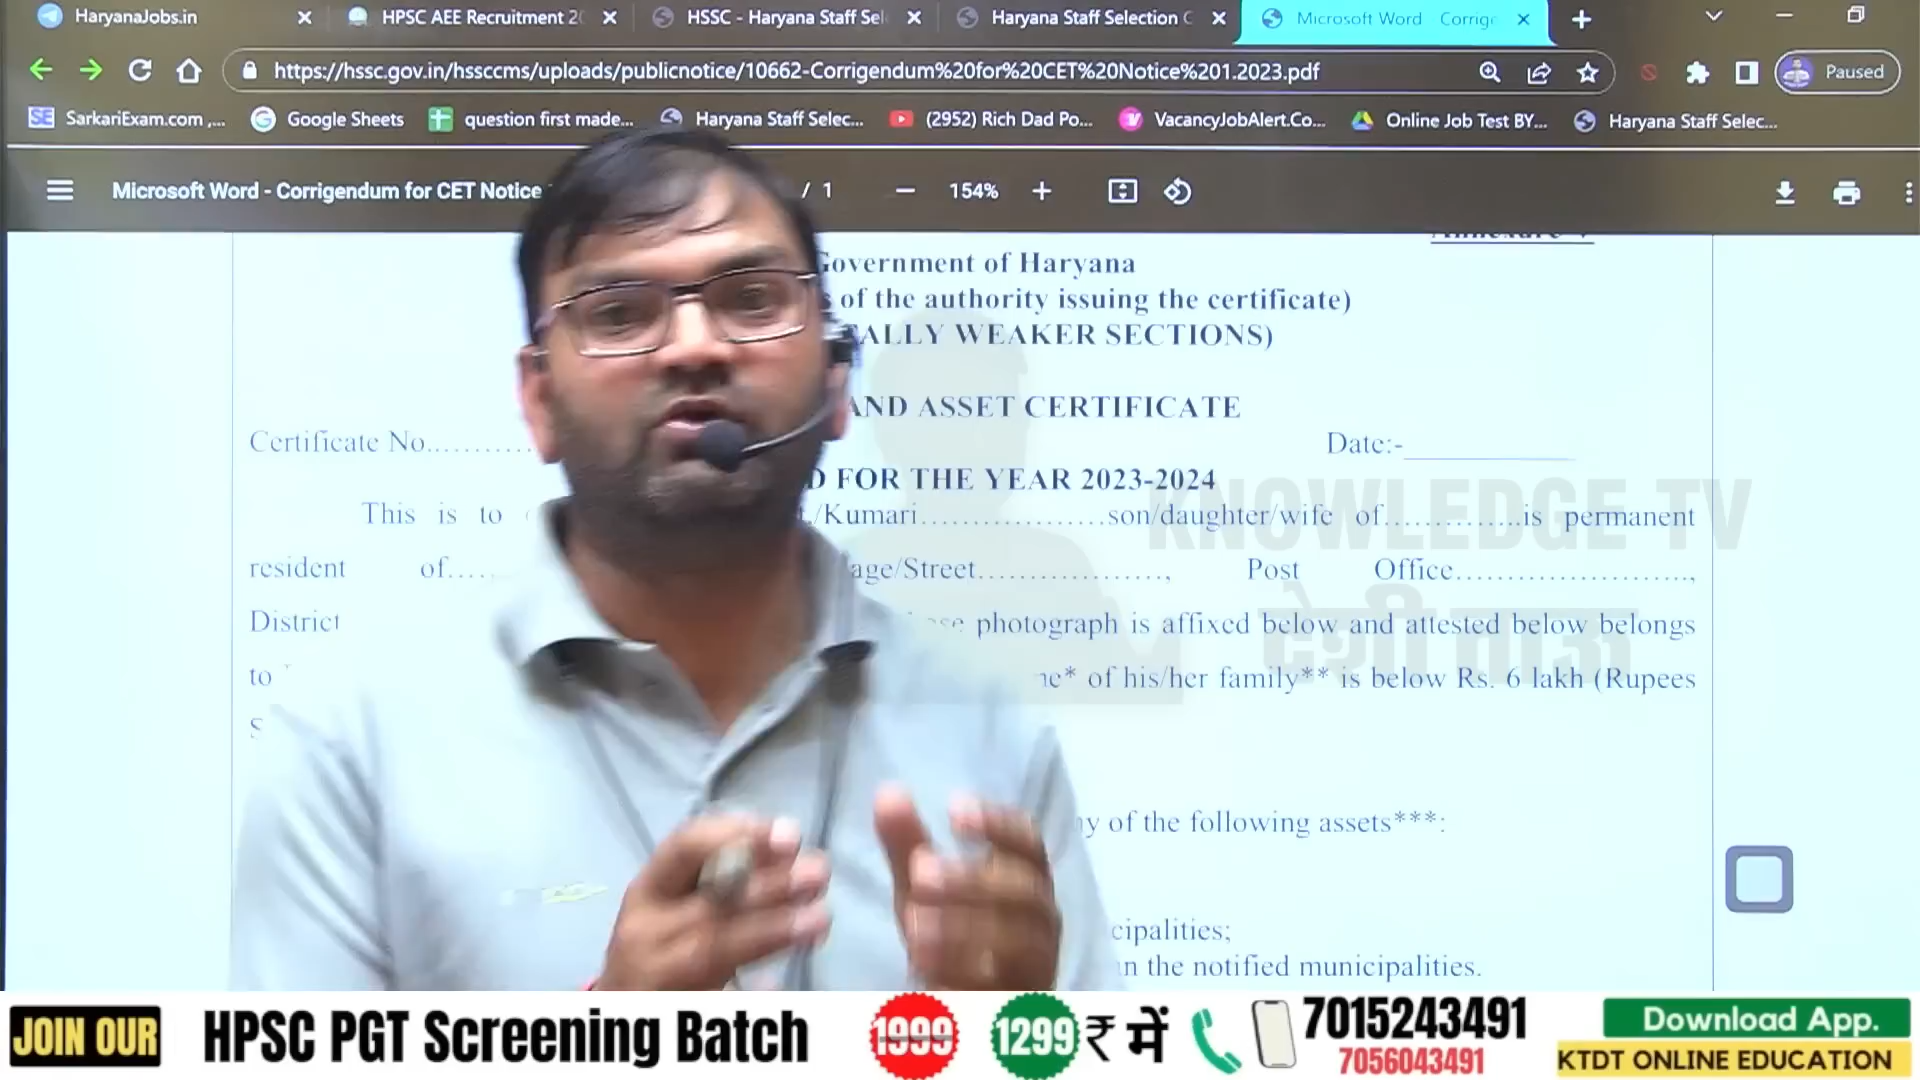 HaryanaJobs.in
HPSC AEE Recruitment 20
HSSC - Haryana Staff Sel
Haryana Staff Selection C
Microsoft Word Corrige
https://hssc.gov.in/hssccms/uploads/publicnotice/10662-Corrigendum%20for%20CET%20Notice%201.2023.pdf
Paused
SE SarkariExam.com ,...
Google Sheets
question first made...
Haryana Staff Selec...
(2952) Rich Dad Po...
VacancyJobAlert.Co...
Online Job Test BY...
Haryana Staff Selec...
Microsoft Word - Corrigendum for CET Notice
/ 1
— 154% +
Government of Haryana
s of the authority issuing the certificate)
ALLY WEAKER SECTIONS)
AND ASSET CERTIFICATE
Certificate No.......... Date:-
D FOR THE YEAR 2023-2024
This is to ./Kumari..................son/daughter/wife of..............is permanent
resident of..... age/Street..................., Post Office.......................,
District photograph is affixed below and attested below belongs
to of his/her family** is below Rs. 6 lakh (Rupees
S
y of the following assets***:
cipalities;
n the notified municipalities.
KNOWLEDGE TV
देशी ताऊ
JOIN OUR HPSC PGT Screening Batch 1999 1299 ₹ में 7015243491
7056043491
Download App.
KTDT ONLINE EDUCATION